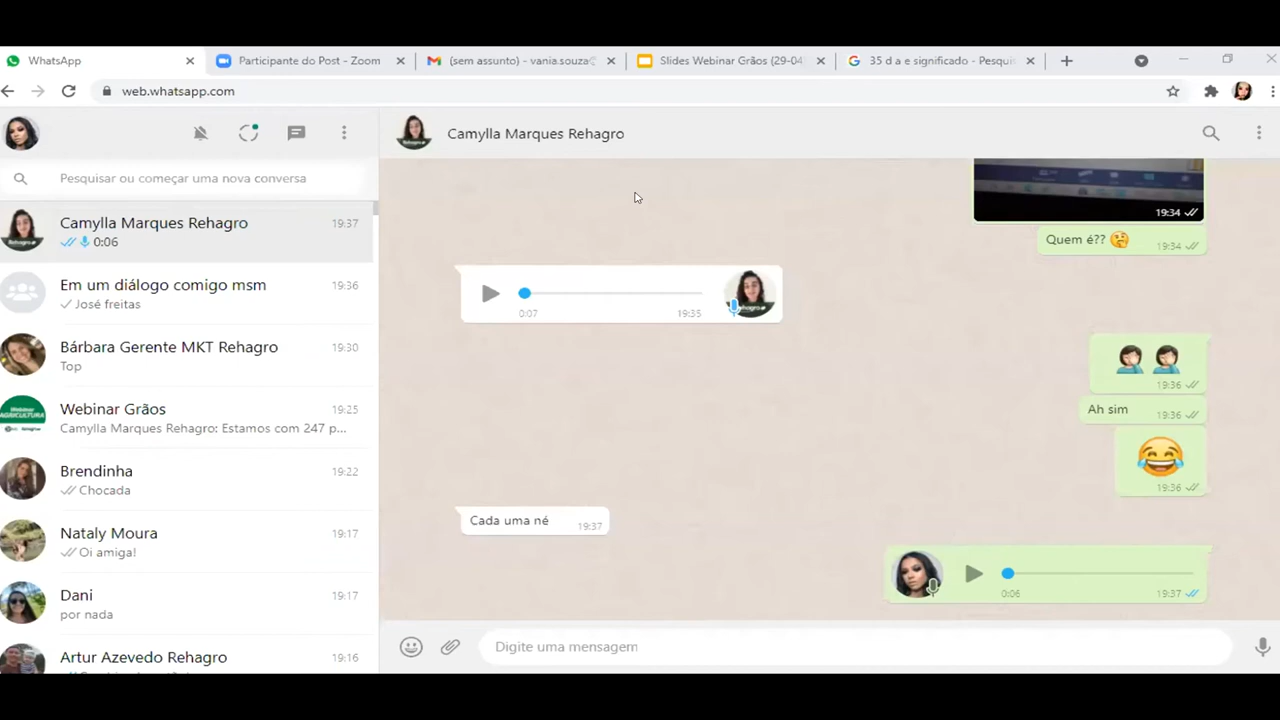 WhatsApp
Participante do Post - Zoom
(sem assunto) - vania.souza@
Slides Webinar Grãos (29-04
35 d a e significado - Pesqui
web.whatsapp.com
Camylla Marques Rehagro
Pesquisar ou começar uma nova conversa
Camylla Marques Rehagro 19:37
0:06
Em um diálogo comigo msm 19:36
José freitas
Bárbara Gerente MKT Rehagro 19:30
Top
Webinar Grãos 19:25
Camylla Marques Rehagro: Estamos com 247 p...
Webinar
AGRICULTURA
Brendinha 19:22
Chocada
Nataly Moura 19:17
Oi amiga!
Dani 19:17
por nada
Artur Azevedo Rehagro 19:16
19:34
Quem é?? 🤔 19:34
0:07 19:35
19:36
Ah sim 19:36
19:36
Cada uma né 19:37
0:06 19:37
Digite uma mensagem